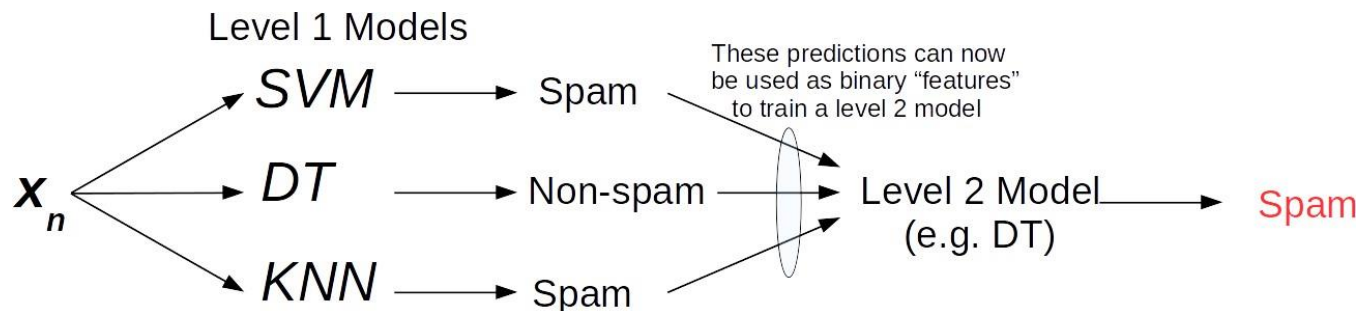 Level 1 Models
These predictions can now
be used as binary “features”
to train a level 2 model
SVM
Spam
x_n
DT
Non-spam
Level 2 Model
(e.g. DT)
Spam
KNN
Spam